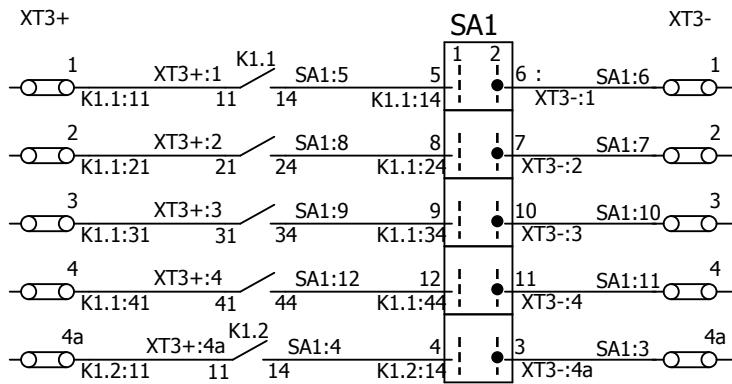 XT3+ SA1 XT3-
1 XT3+:1 K1.1 SA1:5 5 1 2 6 : SA1:6 1
K1.1:11 11 14 K1.1:14 XT3-:1
2 XT3+:2 SA1:8 8 7 SA1:7 2
K1.1:21 21 24 K1.1:24 XT3-:2
3 XT3+:3 SA1:9 9 10 SA1:10 3
K1.1:31 31 34 K1.1:34 XT3-:3
4 XT3+:4 SA1:12 12 11 SA1:11 4
K1.1:41 41 44 K1.1:44 XT3-:4
4a XT3+:4a K1.2 SA1:4 4 3 SA1:3 4a
K1.2:11 11 14 K1.2:14 XT3-:4a